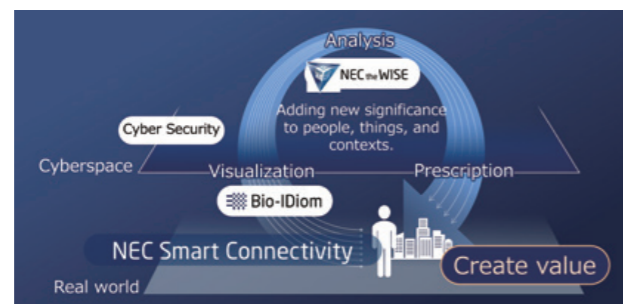 Analysis
NEC the WISE
Adding new significance
to people, things, and
contexts.
Cyber Security
Cyberspace
Visualization
Prescription
Bio-IDiom
NEC Smart Connectivity
Create value
Real world